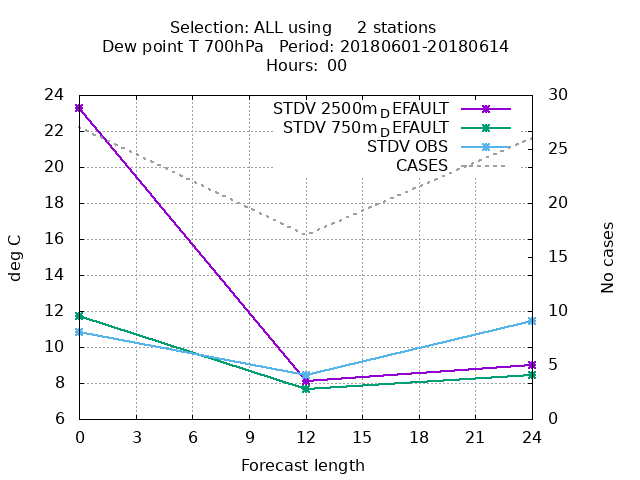 Selection: ALL using 2 stations
Dew point T 700hPa Period: 20180601-20180614
Hours: 00
24
22
20
18
16
14
12
10
8
6
deg C
STDV 2500m_DEFAULT
STDV 750m_DEFAULT
STDV OBS
CASES
30
25
20
15
10
5
0
No cases
0 3 6 9 12 15 18 21 24
Forecast length